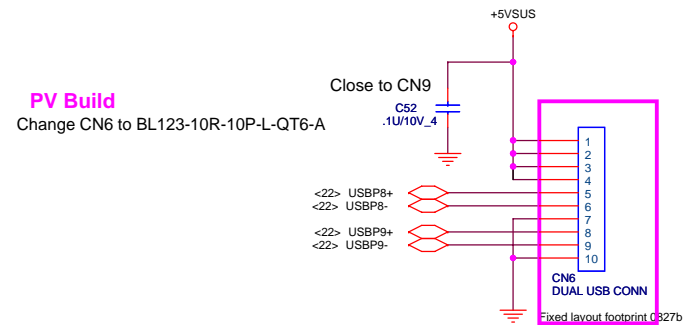 +5VSUS
PV Build
Change CN6 to BL123-10R-10P-L-QT6-A
Close to CN9
C52
.1U/10V_4
1
2
3
4
<22> USBP8+ 5
<22> USBP8- 6
7
<22> USBP9+ 8
<22> USBP9- 9
10
CN6
DUAL USB CONN
Fixed layout footprint 0827b